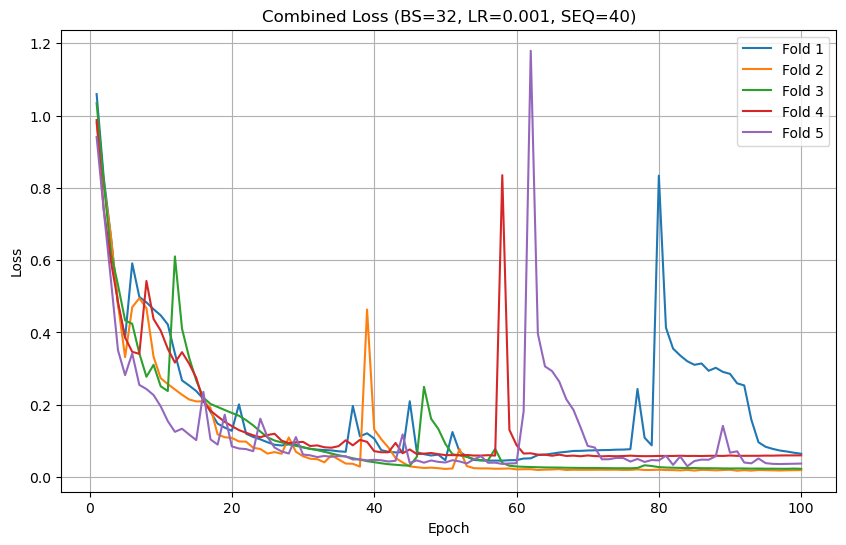 Combined Loss (BS=32, LR=0.001, SEQ=40)
Loss
1.2
1.0
0.8
0.6
0.4
0.2
0.0
Fold 1
Fold 2
Fold 3
Fold 4
Fold 5
0 20 40 60 80 100
Epoch